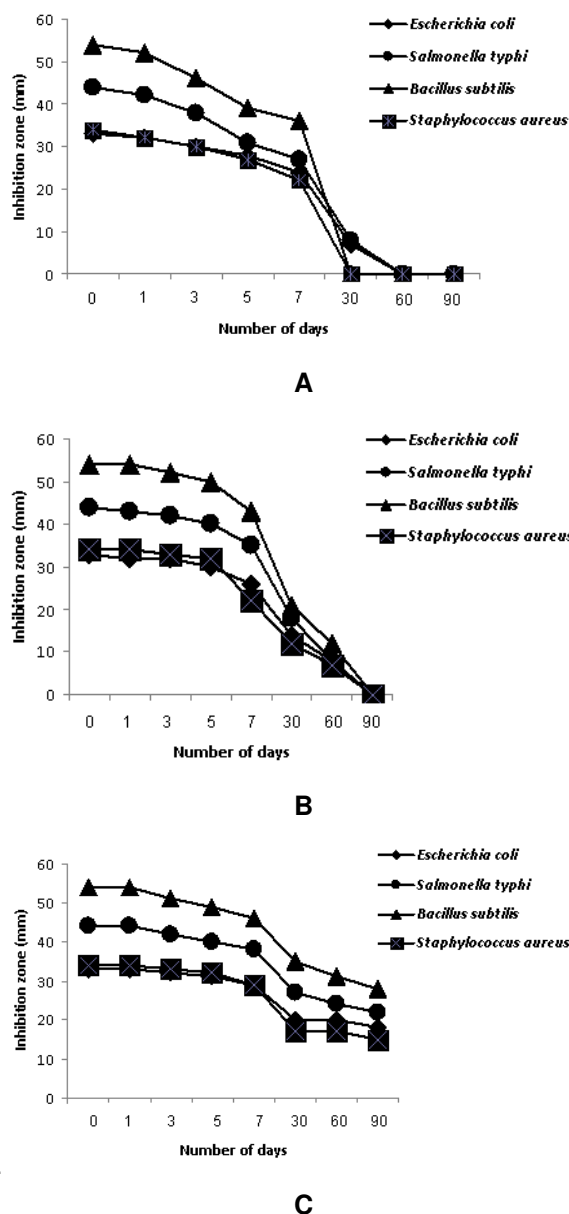 60
50
40
30
20
10
0
Inhibition zone (mm)
Escherichia coli
Salmonella typhi
Bacillus subtilis
Staphylococcus aureus
0 1 3 5 7 30 60 90
Number of days
A
60
50
40
30
20
10
0
Inhibition zone (mm)
Escherichia coli
Salmonella typhi
Bacillus subtilis
Staphylococcus aureus
0 1 3 5 7 30 60 90
Number of days
B
60
50
40
30
20
10
0
Inhibition zone (mm)
Escherichia coli
Salmonella typhi
Bacillus subtilis
Staphylococcus aureus
0 1 3 5 7 30 60 90
Number of days
C